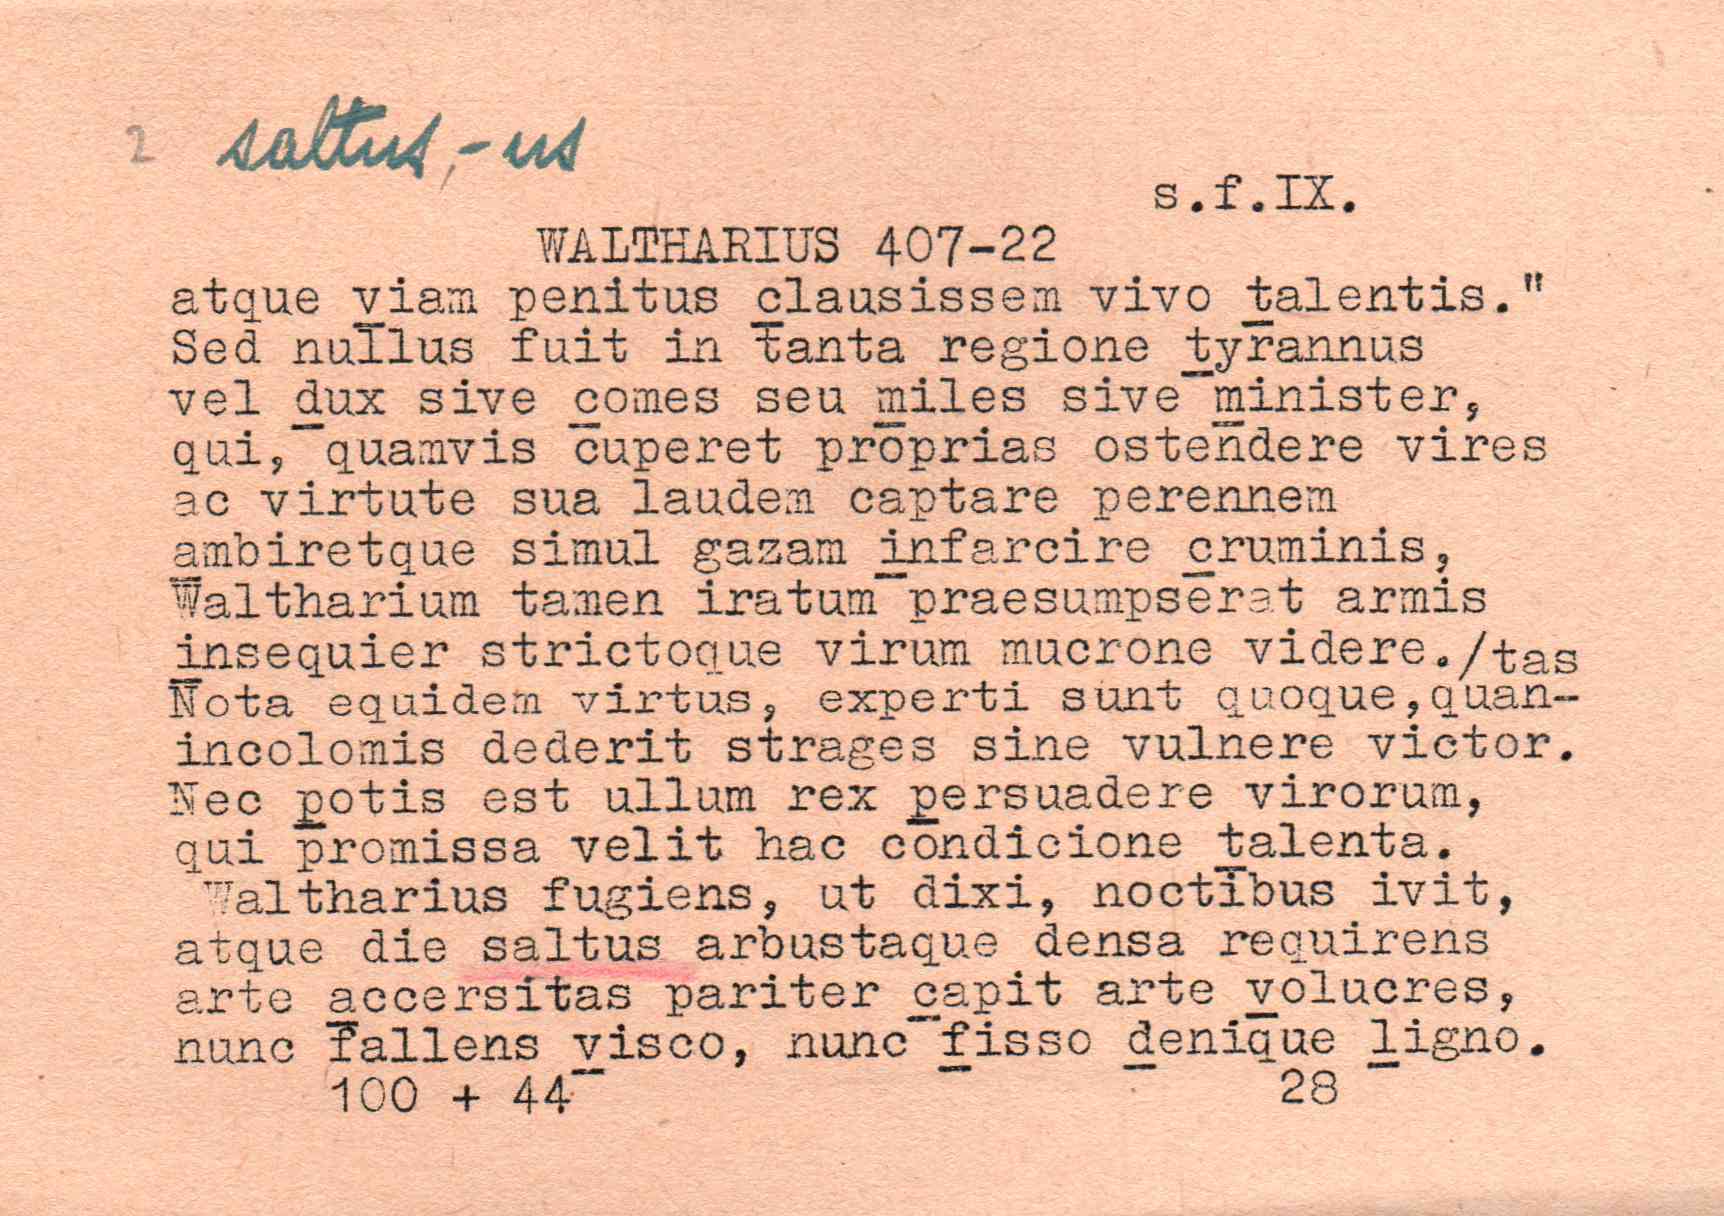 2 saltus,-us
s.f.IX.
WALTHARIUS 407-22
atque viam penitus clausissem vivo talentis."
Sed nullus fuit in tanta regione tyrannus
vel dux sive comes seu miles sive minister,
qui, quamvis cuperet proprias ostendere vires
ac virtute sua laudem captare perennem
ambiretque simul gazam infarcire cruminis,
Waltharium tamen iratum praesumpserat armis
insequier strictoque virum mucrone videre./tas
Nota equidem virtus, experti sunt quoque,quan-
incolomis dederit strages sine vulnere victor.
Nec potis est ullum rex persuadere virorum,
qui promissa velit hac condicione talenta.
Waltharius fugiens, ut dixi, noctibus ivit,
atque die saltus arbustaque densa requirens
arte accersitas pariter capit arte volucres,
nunc fallens visco, nunc fisso denique ligno.
100 + 44 28